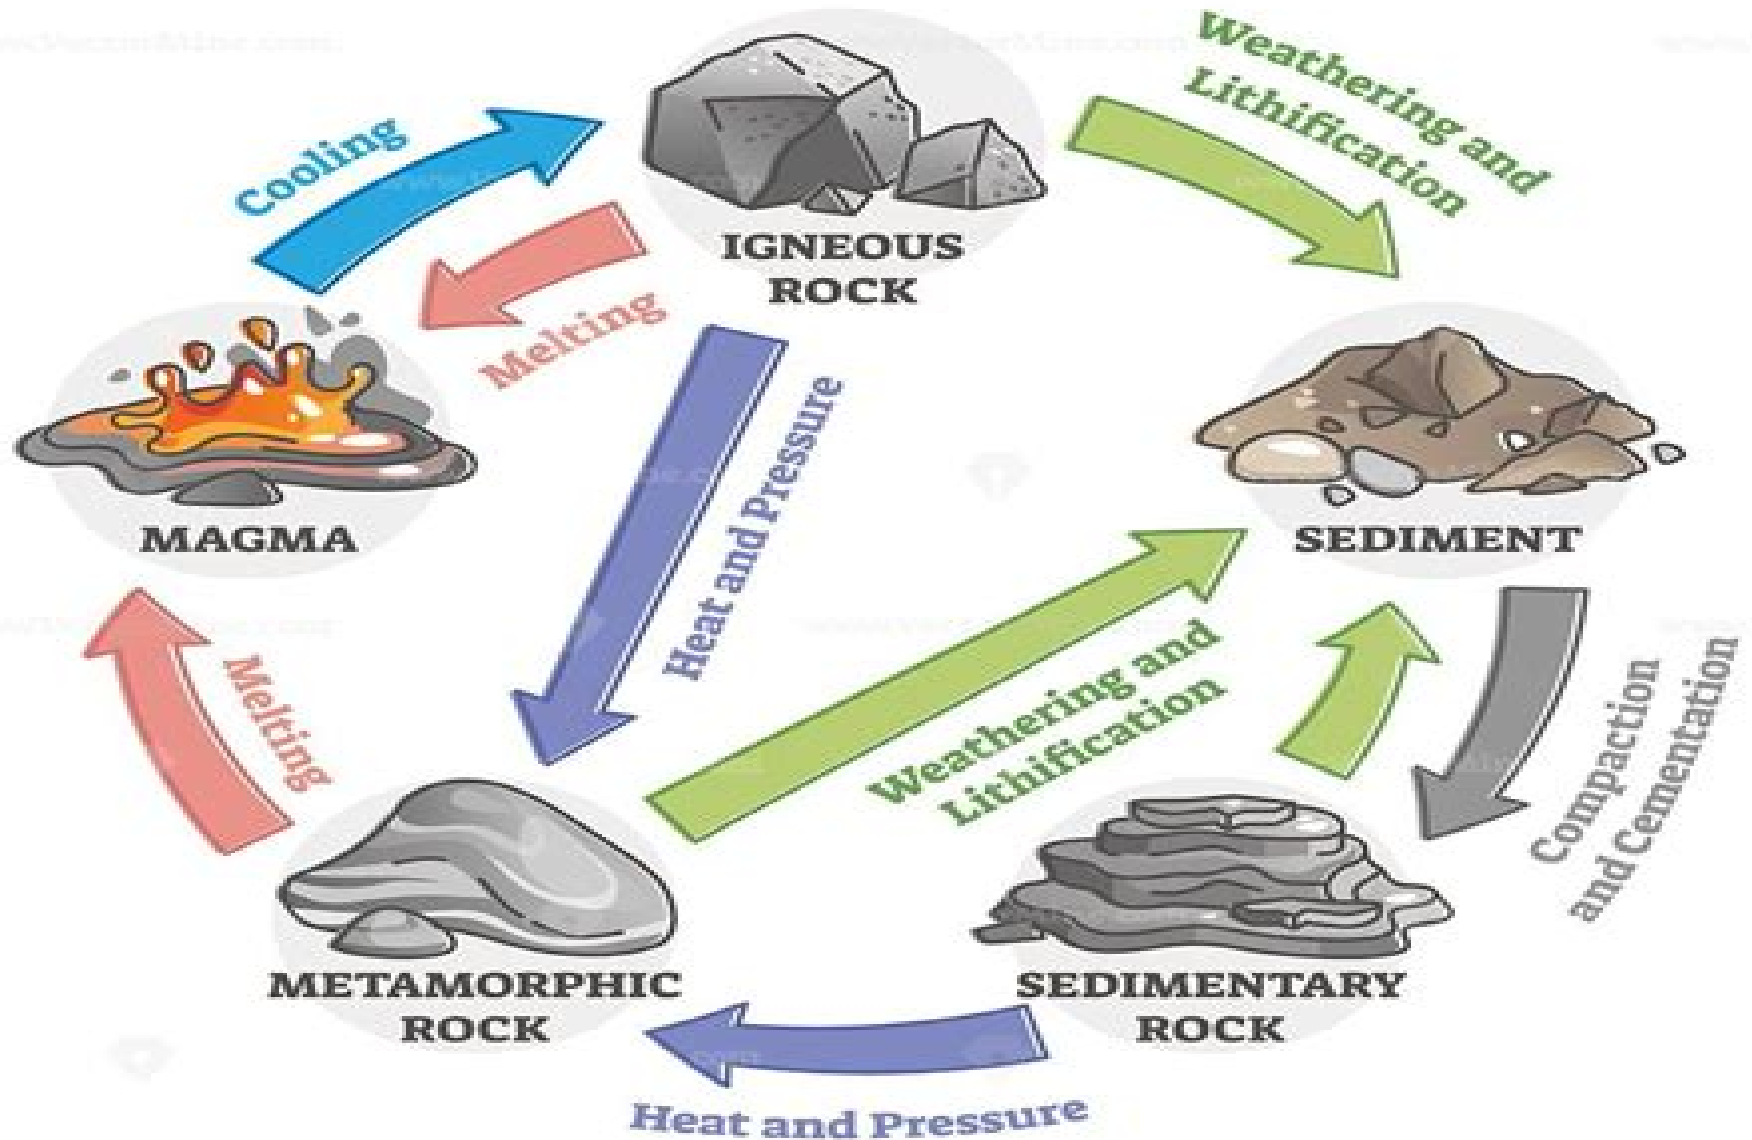 Weathering and
Lithification
Cooling
IGNEOUS
ROCK
Melting
Heat and Pressure
MAGMA
SEDIMENT
Melting
Weathering and
Lithification
Compaction
and Cementation
METAMORPHIC
ROCK
SEDIMENTARY
ROCK
Heat and Pressure